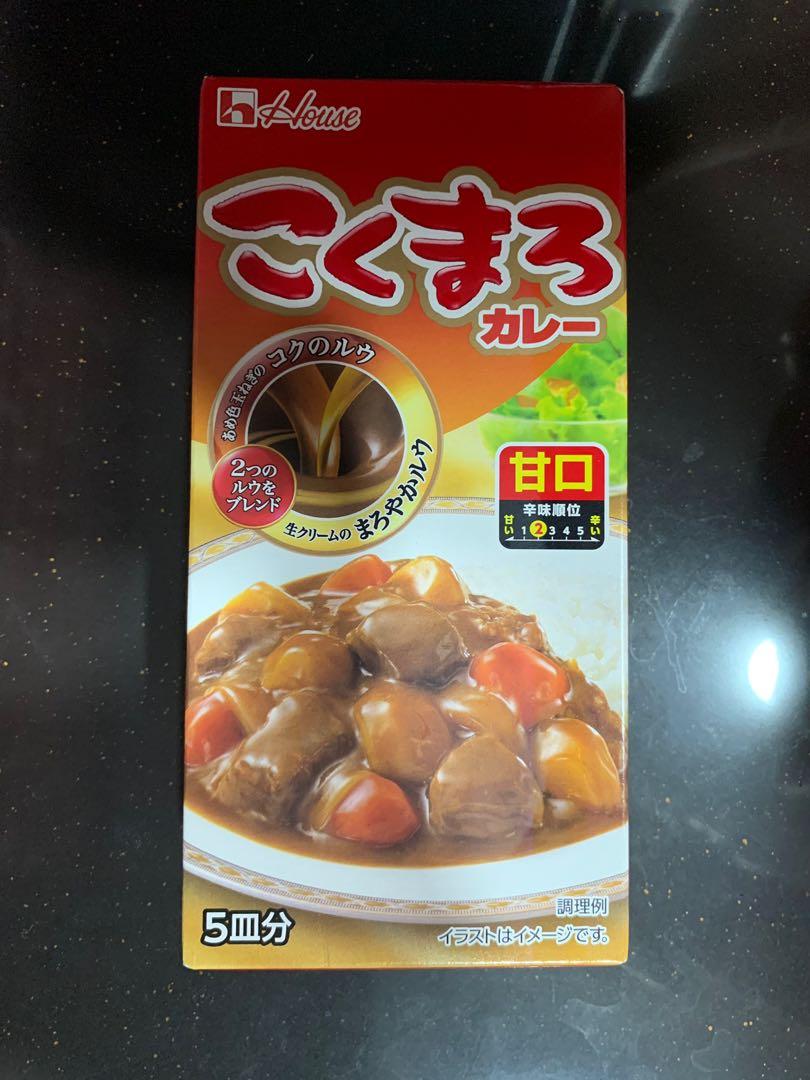 House
こくまろ
カレー
あめ色玉ねぎの コクのルウ
2つの
ルウを
ブレンド
生クリームの まろやかルウ
甘口
辛味順位
甘い 1 2 3 4 5 辛い
5皿分
調理例
イラストはイメージです。